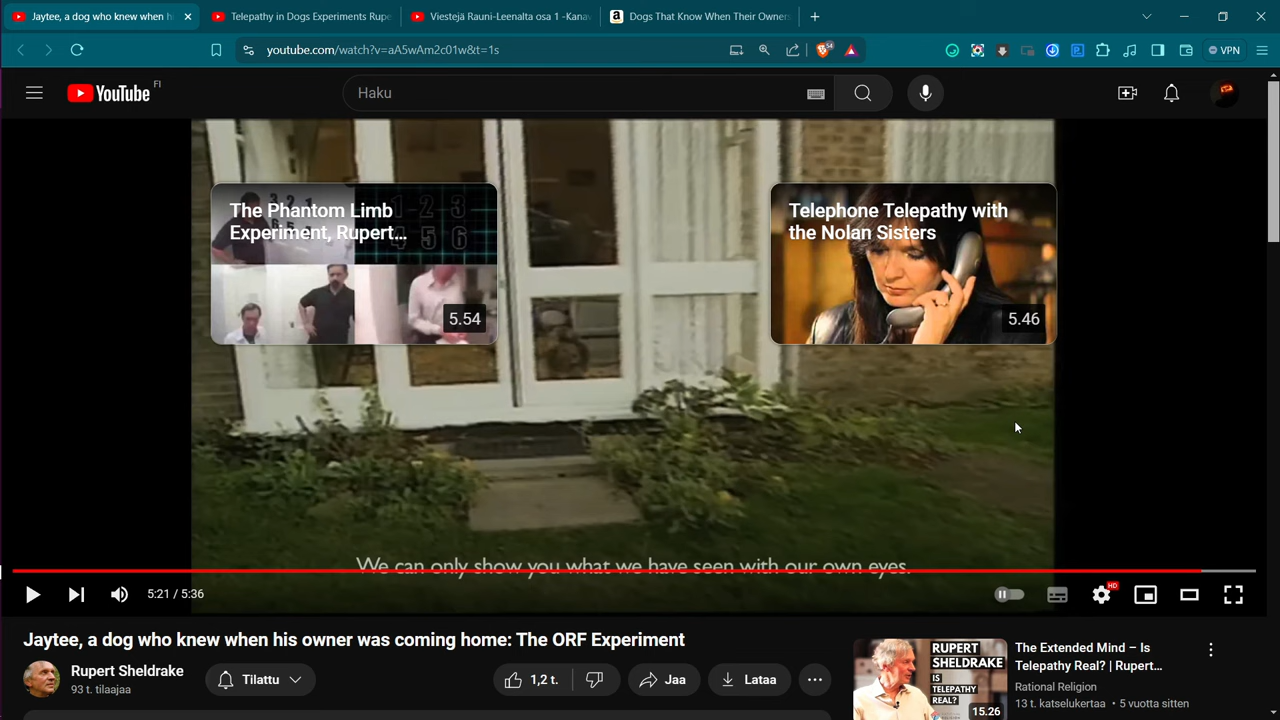 Jaytee, a dog who knew when hi
Telepathy in Dogs Experiments Rupe
Viestejä Rauni-Leenalta osa 1 -Kana
Dogs That Know When Their Owners
youtube.com/watch?v=aA5wAm2c01w&t=1s
54
VPN
YouTube FI
Haku
The Phantom Limb
Experiment, Rupert...
5.54
Telephone Telepathy with
the Nolan Sisters
5.46
We can only show you what we have seen with our own eyes.
5:21 / 5:36
HD
Jaytee, a dog who knew when his owner was coming home: The ORF Experiment
Rupert Sheldrake
93 t. tilaajaa
Tilattu
1,2 t.
Jaa
Lataa
RUPERT
SHELDRAKE
IS
TELEPATHY
REAL?
15.26
The Extended Mind – Is
Telepathy Real? | Rupert...
Rational Religion
13 t. katselukertaa • 5 vuotta sitten